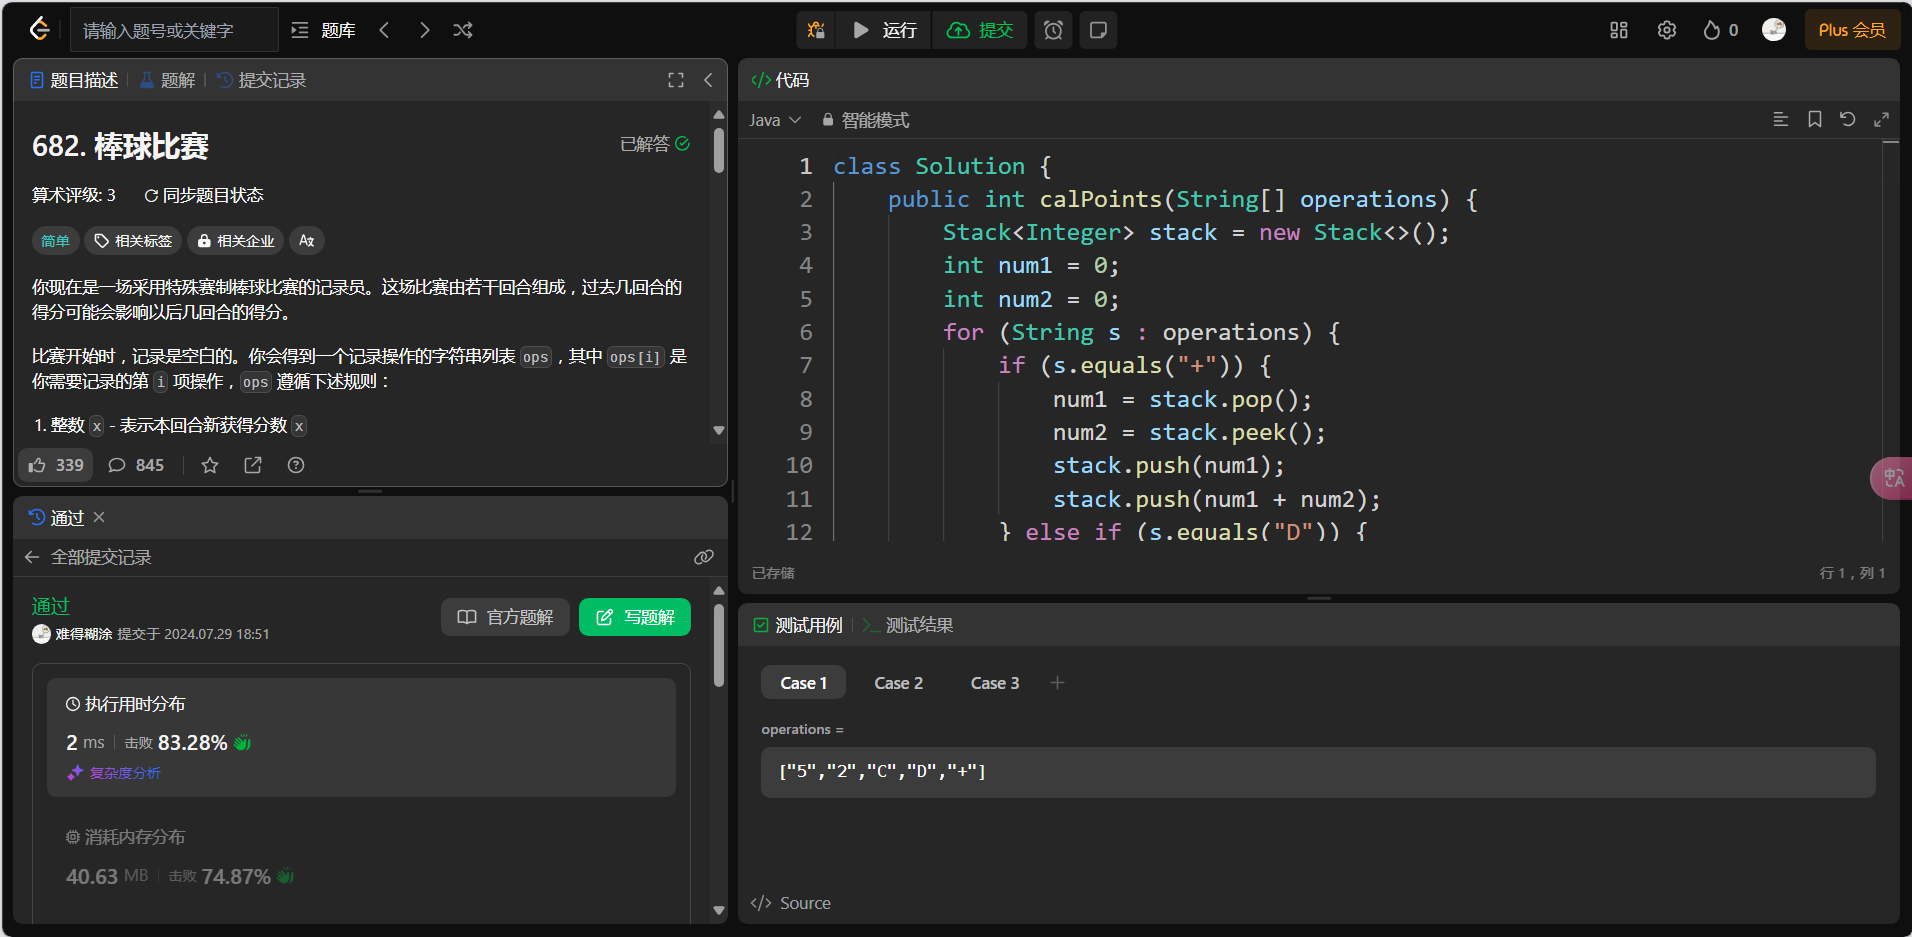 请输入题号或关键字
题库
运行
提交
0
Plus 会员
题目描述
题解
提交记录
682. 棒球比赛
已解答
算术评级: 3
同步题目状态
简单
相关标签
相关企业
你现在是一场采用特殊赛制棒球比赛的记录员。这场比赛由若干回合组成，过去几回合的
得分可能会影响以后几回合的得分。
比赛开始时，记录是空白的。你会得到一个记录操作的字符串列表 ops，其中 ops[i] 是
你需要记录的第 i 项操作，ops 遵循下述规则：
1. 整数 x - 表示本回合新获得分数 x
339
845
通过
全部提交记录
通过
官方题解
写题解
难得糊涂 提交于 2024.07.29 18:51
执行用时分布
2 ms
击败 83.28%
复杂度分析
消耗内存分布
40.63 MB
击败 74.87%
代码
Java
智能模式
1 class Solution {
2 public int calPoints(String[] operations) {
3 Stack<Integer> stack = new Stack<>();
4 int num1 = 0;
5 int num2 = 0;
6 for (String s : operations) {
7 if (s.equals("+")) {
8 num1 = stack.pop();
9 num2 = stack.peek();
10 stack.push(num1);
11 stack.push(num1 + num2);
12 } else if (s.equals("D")) {
已存储
行 1，列 1
测试用例
测试结果
Case 1
Case 2
Case 3
operations =
["5","2","C","D","+"]
Source